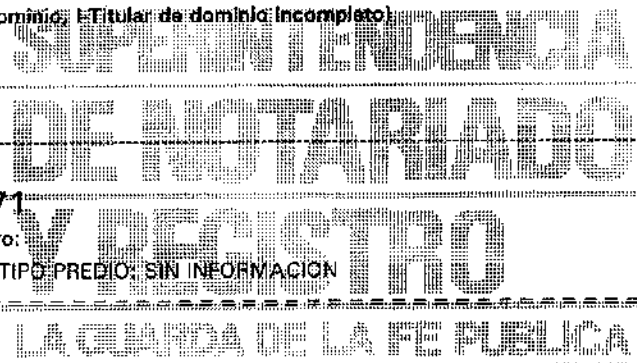 ominio, I-Titular de dominio incompleto)
SUPERINTENDENCIA
DE NOTARIADO
71
Y REGISTRO
ro:
TIPO PREDIO: SIN INFORMACION
LA GUARDA DE LA FE PUBLICA